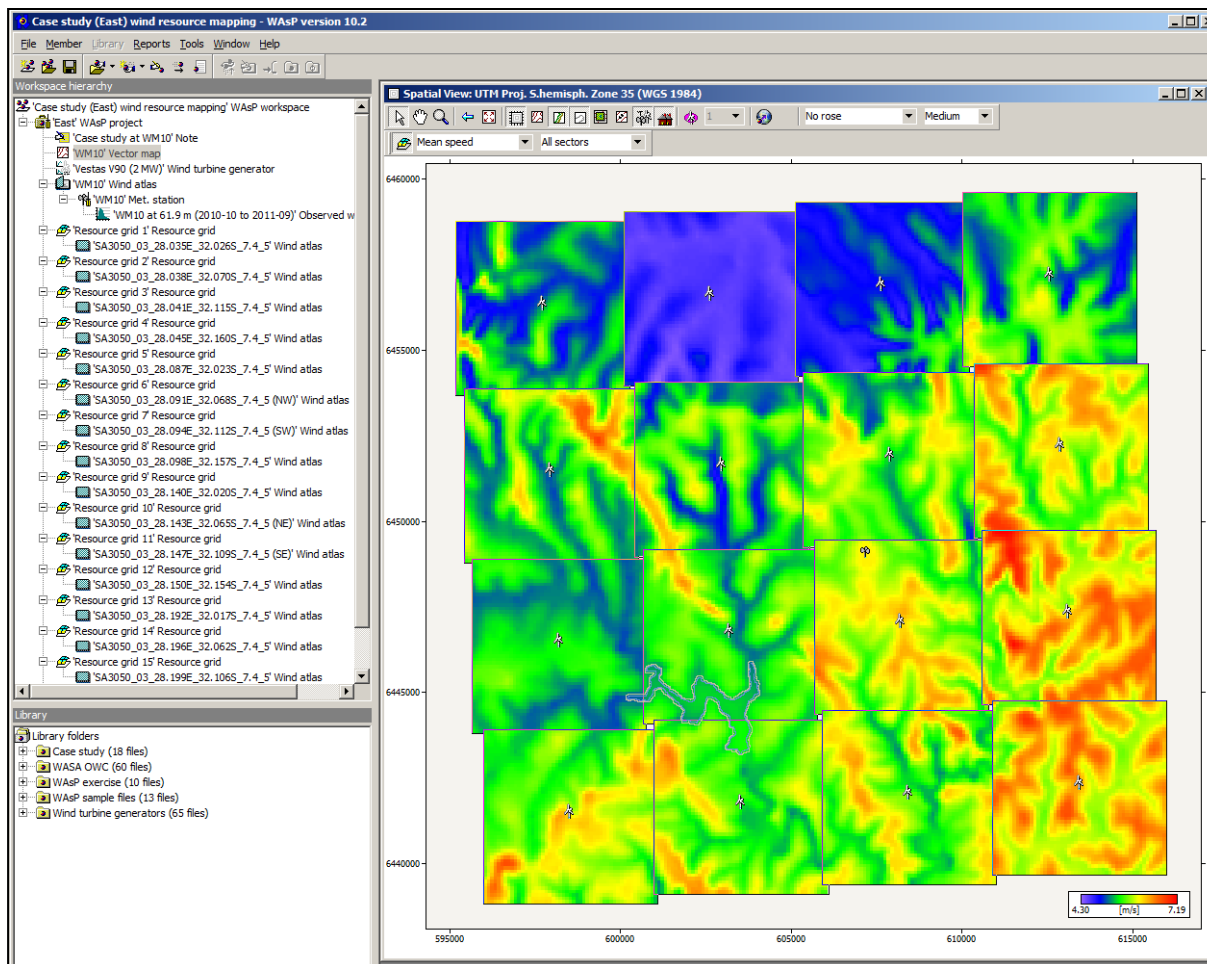 Case study (East) wind resource mapping - WAsP version 10.2
File Member Library Reports Tools Window Help
Workspace hierarchy
'Case study (East) wind resource mapping' WAsP workspace
'East' WAsP project
'Case study at WM10' Note
'WM10' Vector map
'Vestas V90 (2 MW)' Wind turbine generator
'WM10' Wind atlas
'WM10' Met. station
'WM10 at 61.9 m (2010-10 to 2011-09)' Observed w
'Resource grid 1' Resource grid
'SA3050_03_28.035E_32.026S_7.4_5' Wind atlas
'Resource grid 2' Resource grid
'SA3050_03_28.038E_32.070S_7.4_5' Wind atlas
'Resource grid 3' Resource grid
'SA3050_03_28.041E_32.115S_7.4_5' Wind atlas
'Resource grid 4' Resource grid
'SA3050_03_28.045E_32.160S_7.4_5' Wind atlas
'Resource grid 5' Resource grid
'SA3050_03_28.087E_32.023S_7.4_5' Wind atlas
'Resource grid 6' Resource grid
'SA3050_03_28.091E_32.068S_7.4_5 (NW)' Wind atlas
'Resource grid 7' Resource grid
'SA3050_03_28.094E_32.112S_7.4_5 (SW)' Wind atlas
'Resource grid 8' Resource grid
'SA3050_03_28.098E_32.157S_7.4_5' Wind atlas
'Resource grid 9' Resource grid
'SA3050_03_28.140E_32.020S_7.4_5' Wind atlas
'Resource grid 10' Resource grid
'SA3050_03_28.143E_32.065S_7.4_5 (NE)' Wind atlas
'Resource grid 11' Resource grid
'SA3050_03_28.147E_32.109S_7.4_5 (SE)' Wind atlas
'Resource grid 12' Resource grid
'SA3050_03_28.150E_32.154S_7.4_5' Wind atlas
'Resource grid 13' Resource grid
'SA3050_03_28.192E_32.017S_7.4_5' Wind atlas
'Resource grid 14' Resource grid
'SA3050_03_28.196E_32.062S_7.4_5' Wind atlas
'Resource grid 15' Resource grid
'SA3050_03_28.199E_32.106S_7.4_5' Wind atlas
Library
Library folders
Case study (18 files)
WASA OWC (60 files)
WAsP exercise (10 files)
WAsP sample files (13 files)
Wind turbine generators (65 files)
Spatial View: UTM Proj. S.hemisph. Zone 35 (WGS 1984)
1
No rose
Medium
Mean speed
All sectors
6460000
6455000
6450000
6445000
6440000
595000 600000 605000 610000 615000
4.30 [m/s] 7.19